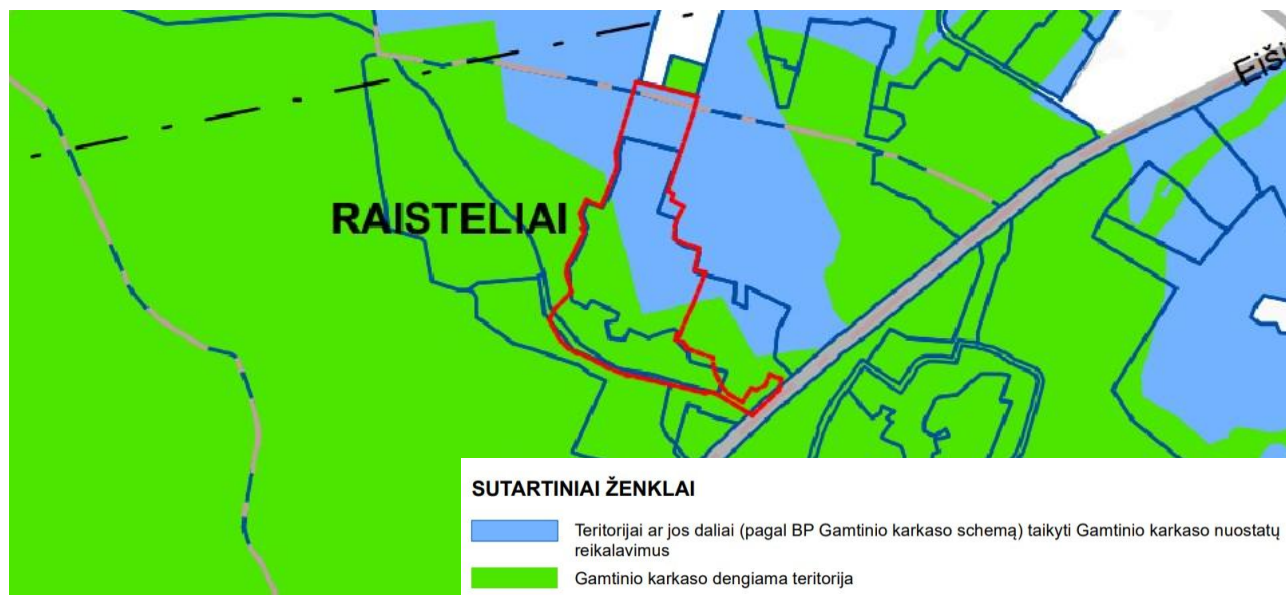 Eiši
RAISTELIAI
SUTARTINIAI ŽENKLAI
Teritorijai ar jos daliai (pagal BP Gamtinio karkaso schemą) taikyti Gamtinio karkaso nuostatų
reikalavimus
Gamtinio karkaso dengiama teritorija